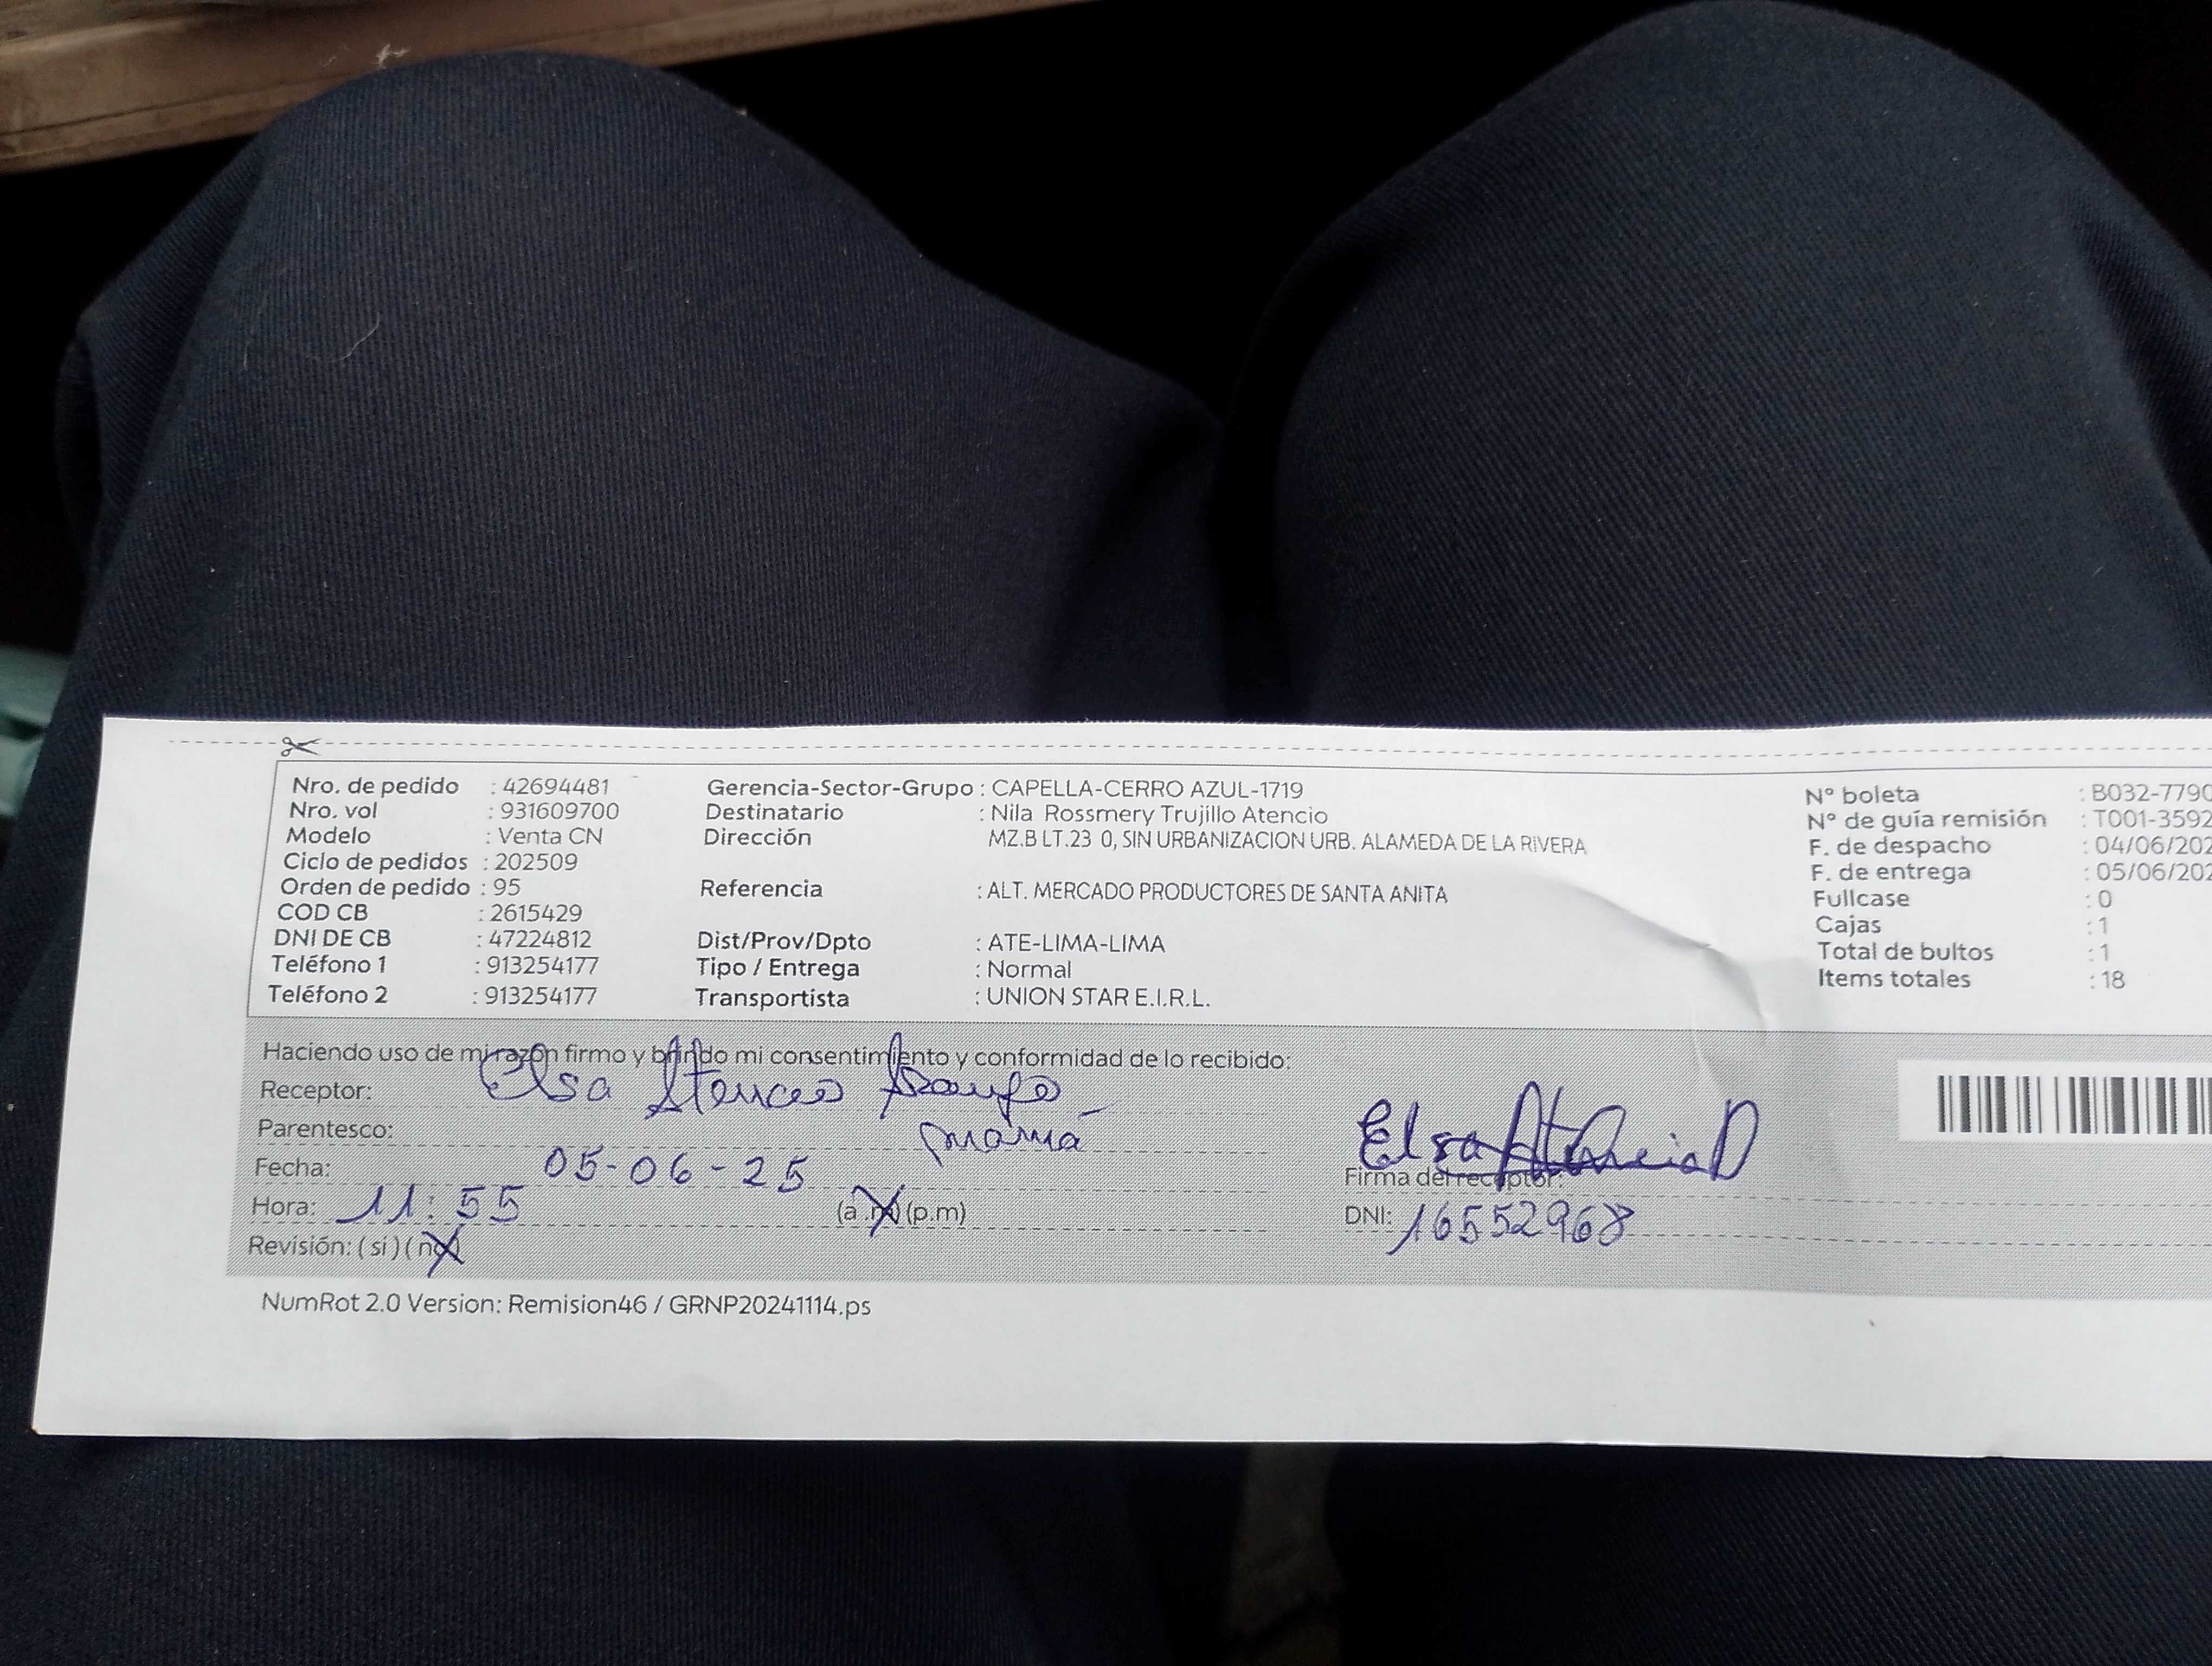 Nro. de pedido : 42694481 Gerencia-Sector-Grupo : CAPELLA-CERRO AZUL-1719 N° boleta : B032-7790
Nro. vol : 931609700 Destinatario : Nila Rossmery Trujillo Atencio N° de guía remisión : T001-3592
Modelo : Venta CN Dirección MZ.B LT.23 0, SIN URBANIZACION URB. ALAMEDA DE LA RIVERA F. de despacho : 04/06/202
Ciclo de pedidos : 202509 F. de entrega : 05/06/202
Orden de pedido : 95 Referencia : ALT. MERCADO PRODUCTORES DE SANTA ANITA Fullcase : 0
COD CB : 2615429 Cajas : 1
DNI DE CB : 47224812 Dist/Prov/Dpto : ATE-LIMA-LIMA Total de bultos : 1
Teléfono 1 : 913254177 Tipo / Entrega : Normal Items totales : 18
Teléfono 2 : 913254177 Transportista : UNION STAR E.I.R.L.
Haciendo uso de mi razón firmo y brindo mi consentimiento y conformidad de lo recibido:
Receptor: Elsa Atencio
Parentesco: mamá
Elsa Atencio D
Fecha: 05-06-25 Firma del receptor:
Hora: 11:55 (a.m) (p.m) DNI: 16552968
Revisión: ( si ) ( no )
NumRot 2.0 Version: Remision46 / GRNP20241114.ps